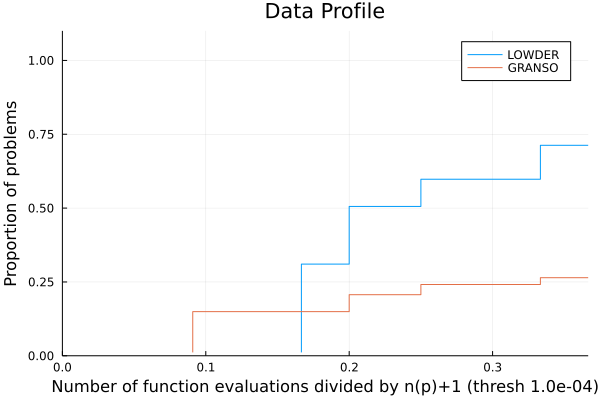 Data Profile
LOWDER
GRANSO
1.00
0.75
0.50
0.25
0.00
0.0 0.1 0.2 0.3
Proportion of problems
Number of function evaluations divided by n(p)+1 (thresh 1.0e-04)